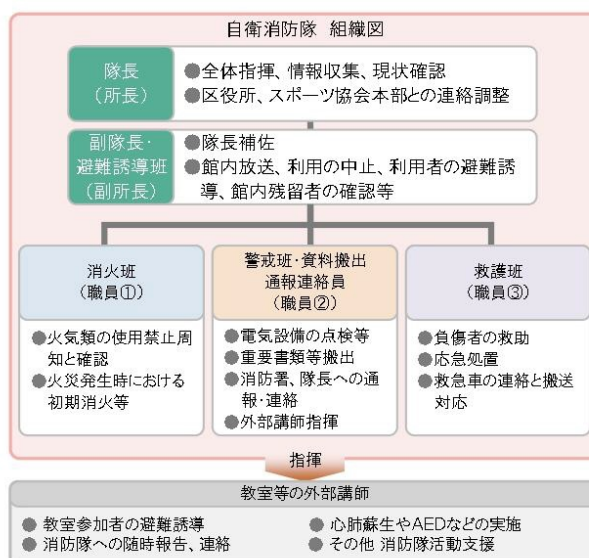 自衛消防隊 組織図
隊長
(所長)
●全体指揮、情報収集、現状確認
●区役所、スポーツ協会本部との連絡調整
副隊長・
避難誘導班
(副所長)
●隊長補佐
●館内放送、利用の中止、利用者の避難誘
導、館内残留者の確認等
消火班
(職員①)
●火気類の使用禁止周
知と確認
●火災発生時における
初期消火等
警戒班・資料搬出
通報連絡員
(職員②)
●電気設備の点検等
●重要書類等搬出
●消防署、隊長への通
報・連絡
●外部講師指揮
救護班
(職員③)
●負傷者の救助
●応急処置
●救急車の連絡と搬送
対応
指揮
教室等の外部講師
●教室参加者の避難誘導
●消防隊への随時報告、連絡
●心肺蘇生やAEDなどの実施
●その他 消防隊活動支援